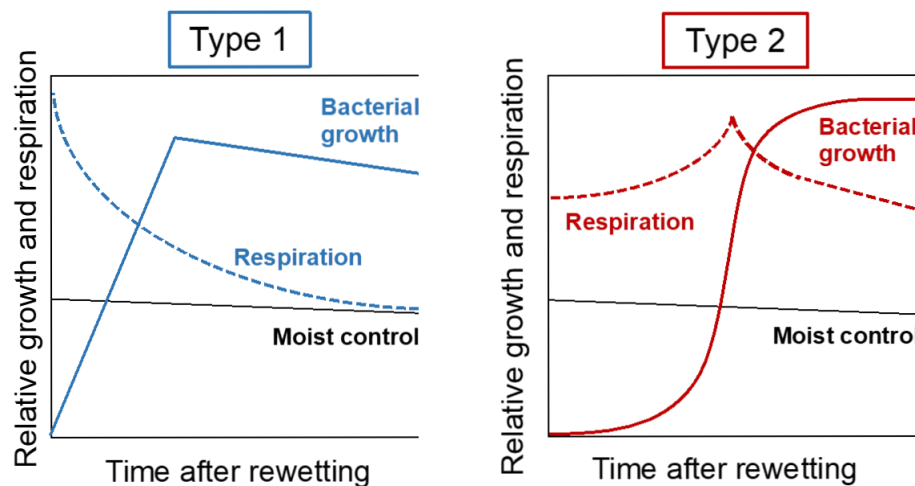 Type 1
Relative growth and respiration
Bacterial
growth
Respiration
Moist control
Time after rewetting
Type 2
Relative growth and respiration
Bacterial
growth
Respiration
Moist control
Time after rewetting